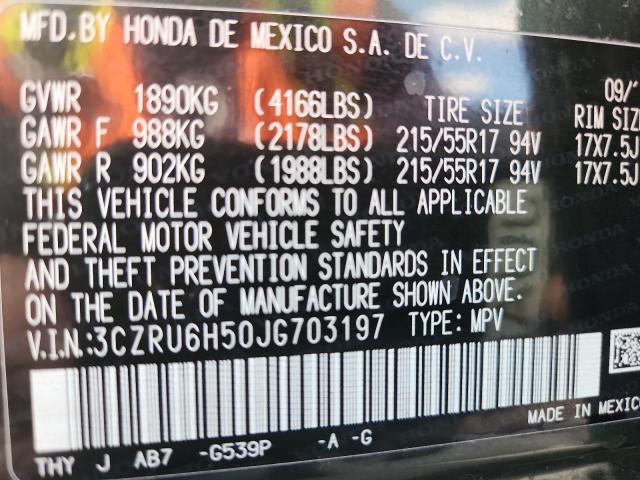 MFD.BY HONDA DE MEXICO S.A. DE C.V.
09/
GVWR 1890KG (4166LBS) TIRE SIZE RIM SIZE
GAWR F 988KG (2178LBS) 215/55R17 94V 17X7.5J
GAWR R 902KG (1988LBS) 215/55R17 94V 17X7.5J
THIS VEHICLE CONFORMS TO ALL APPLICABLE
FEDERAL MOTOR VEHICLE SAFETY
AND THEFT PREVENTION STANDARDS IN EFFECT
ON THE DATE OF MANUFACTURE SHOWN ABOVE.
V.I.N.:3CZRU6H50JG703197 TYPE: MPV
MADE IN MEXICO
THY J AB7 -G539P -A -G